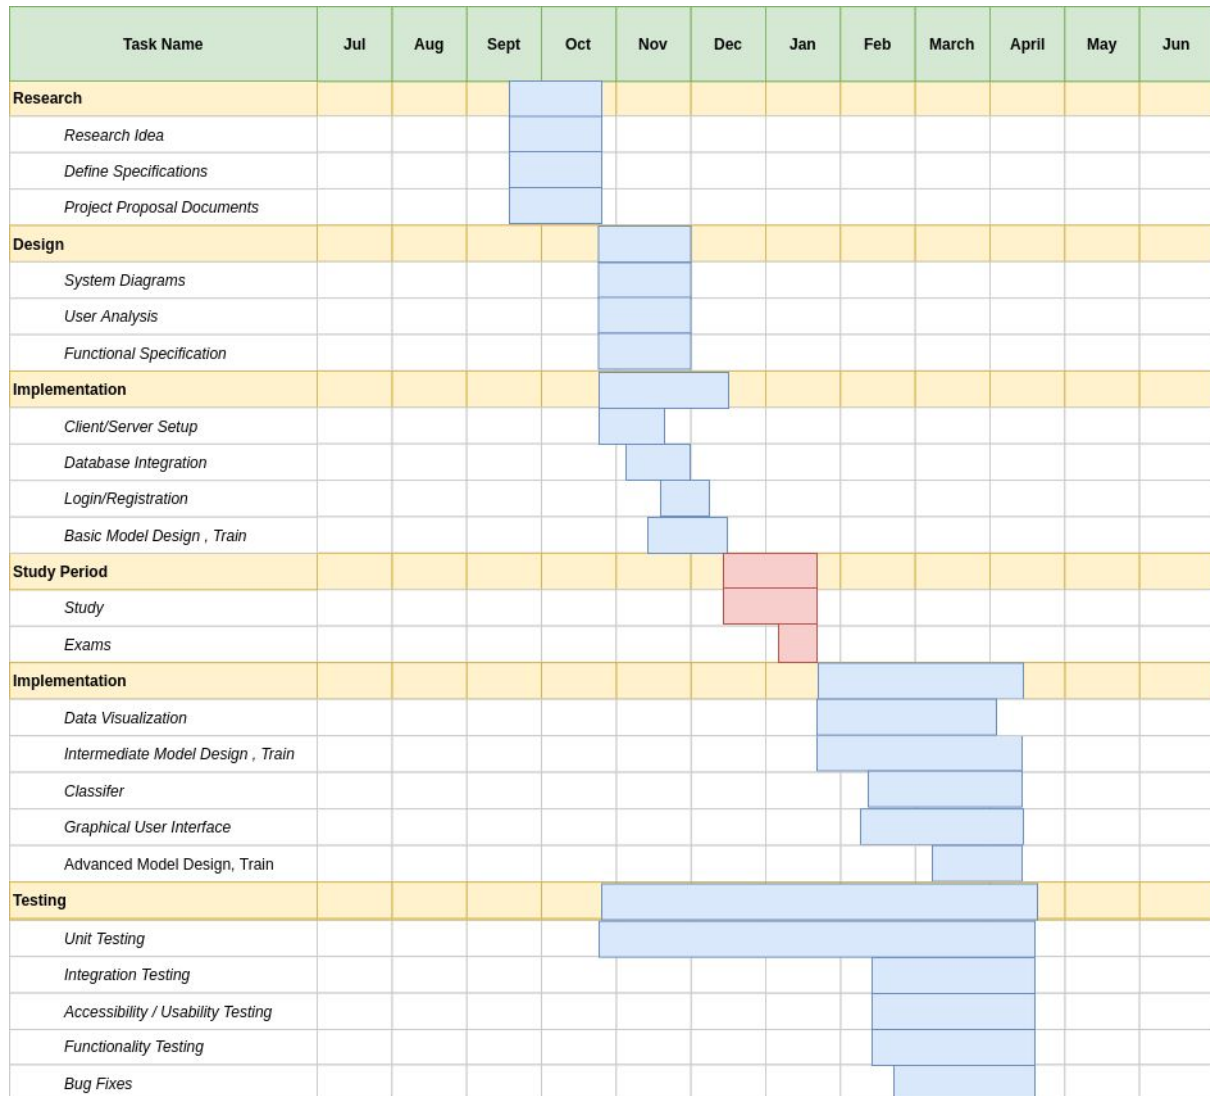 Task Name Jul Aug Sept Oct Nov Dec Jan Feb March April May Jun
Research
Research Idea
Define Specifications
Project Proposal Documents
Design
System Diagrams
User Analysis
Functional Specification
Implementation
Client/Server Setup
Database Integration
Login/Registration
Basic Model Design , Train
Study Period
Study
Exams
Implementation
Data Visualization
Intermediate Model Design , Train
Classifer
Graphical User Interface
Advanced Model Design, Train
Testing
Unit Testing
Integration Testing
Accessibility / Usability Testing
Functionality Testing
Bug Fixes